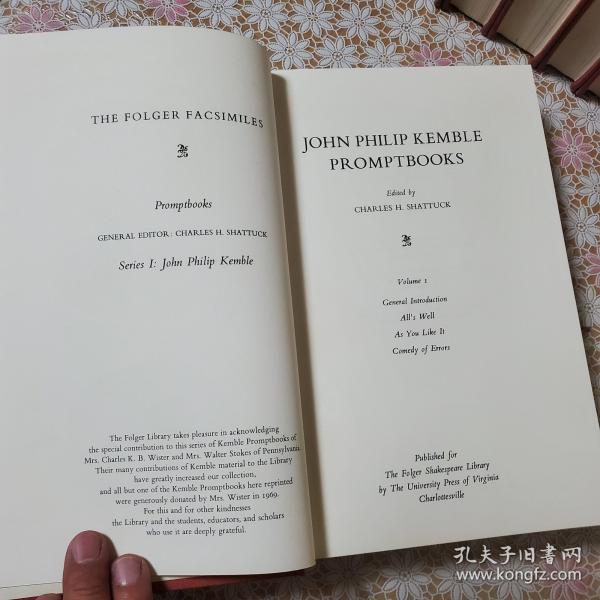 THE FOLGER FACSIMILES
Promptbooks
GENERAL EDITOR: CHARLES H. SHATTUCK
Series I: John Philip Kemble
The Folger Library takes pleasure in acknowledging
the special contribution to this series of Kemble Promptbooks of
Mrs. Charles K. B. Wister and Mrs. Walter Stokes of Pennsylvania.
Their many contributions of Kemble material to the Library
have greatly increased our collection,
and all but one of the Kemble Promptbooks here reprinted
were generously donated by Mrs. Wister in 1969.
For this and for other kindnesses
the Library and the students, educators, and scholars
who use it are deeply grateful.
JOHN PHILIP KEMBLE
PROMPTBOOKS
Edited by
CHARLES H. SHATTUCK
Volume 1
General Introduction
All's Well
As You Like It
Comedy of Errors
Published for
The Folger Shakespeare Library
by The University Press of Virginia
Charlottesville
孔夫子旧书网
www.kongfz.com